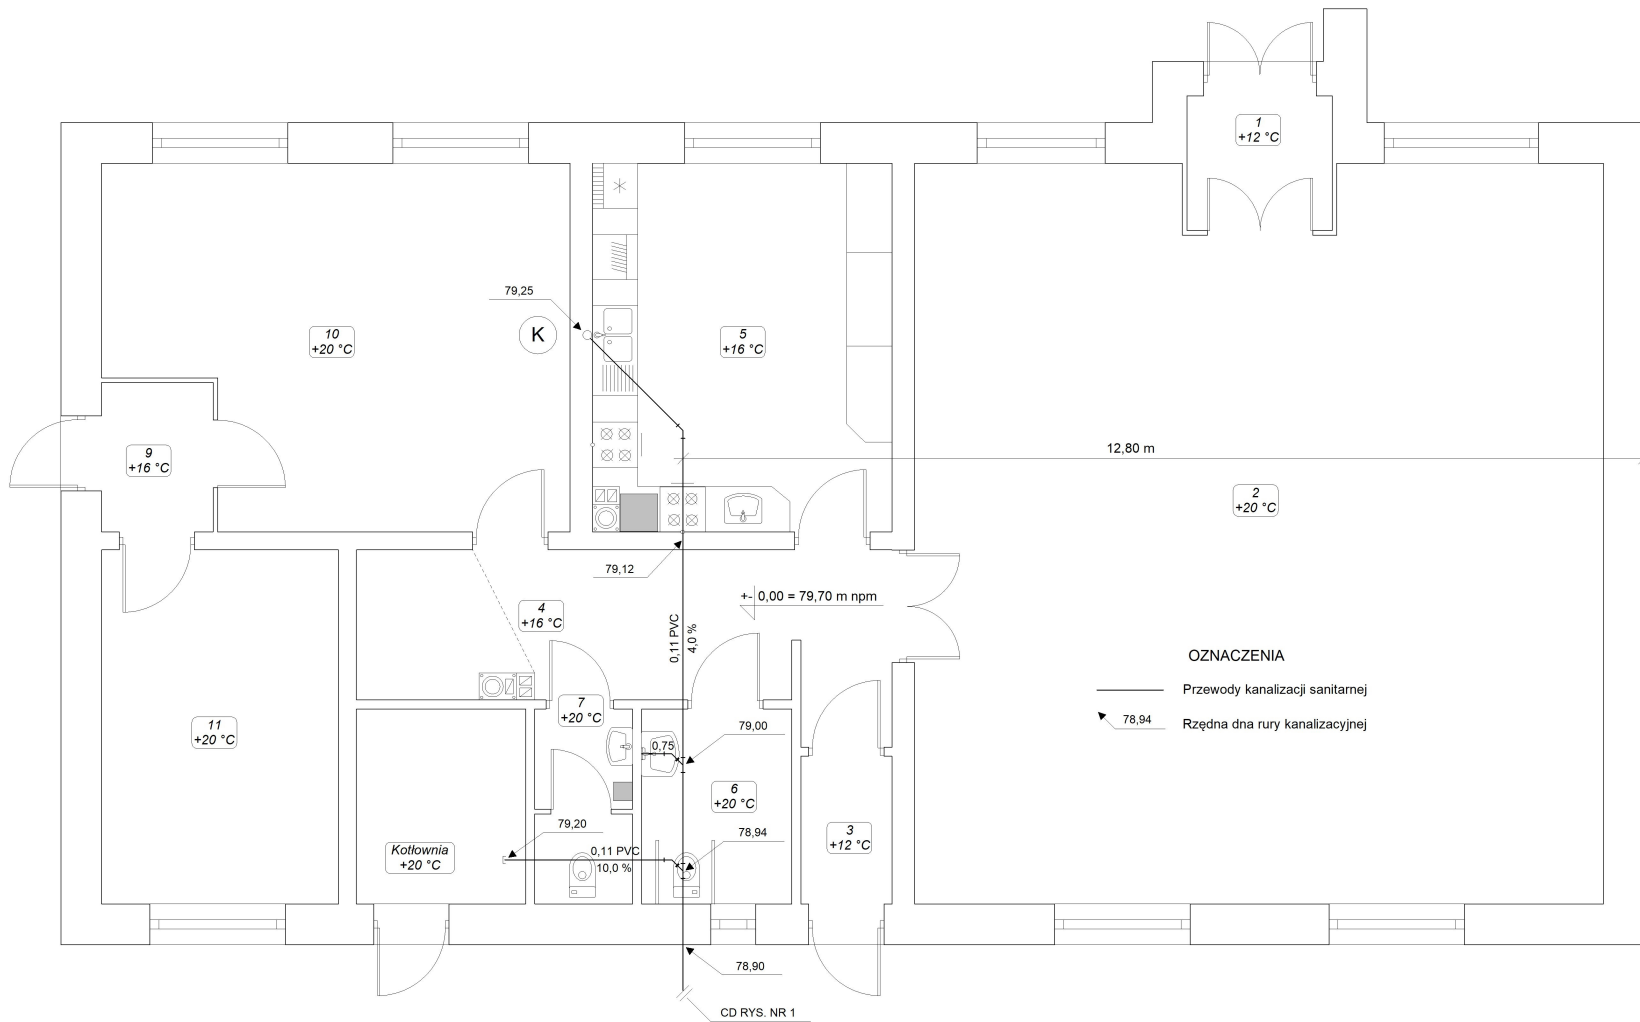 1
+12 °C
79,25
K
10
+20 °C
5
+16 °C
12,80 m
9
+16 °C
2
+20 °C
79,12
4
+16 °C
+- 0,00 = 79,70 m npm
0,11 PVC
4,0 %
OZNACZENIA
Przewody kanalizacji sanitarnej
78,94
Rzędna dna rury kanalizacyjnej
7
+20 °C
11
+20 °C
79,00
0,75
6
+20 °C
79,20
78,94
3
+12 °C
Kotłownia
+20 °C
0,11 PVC
10,0 %
78,90
CD RYS. NR 1